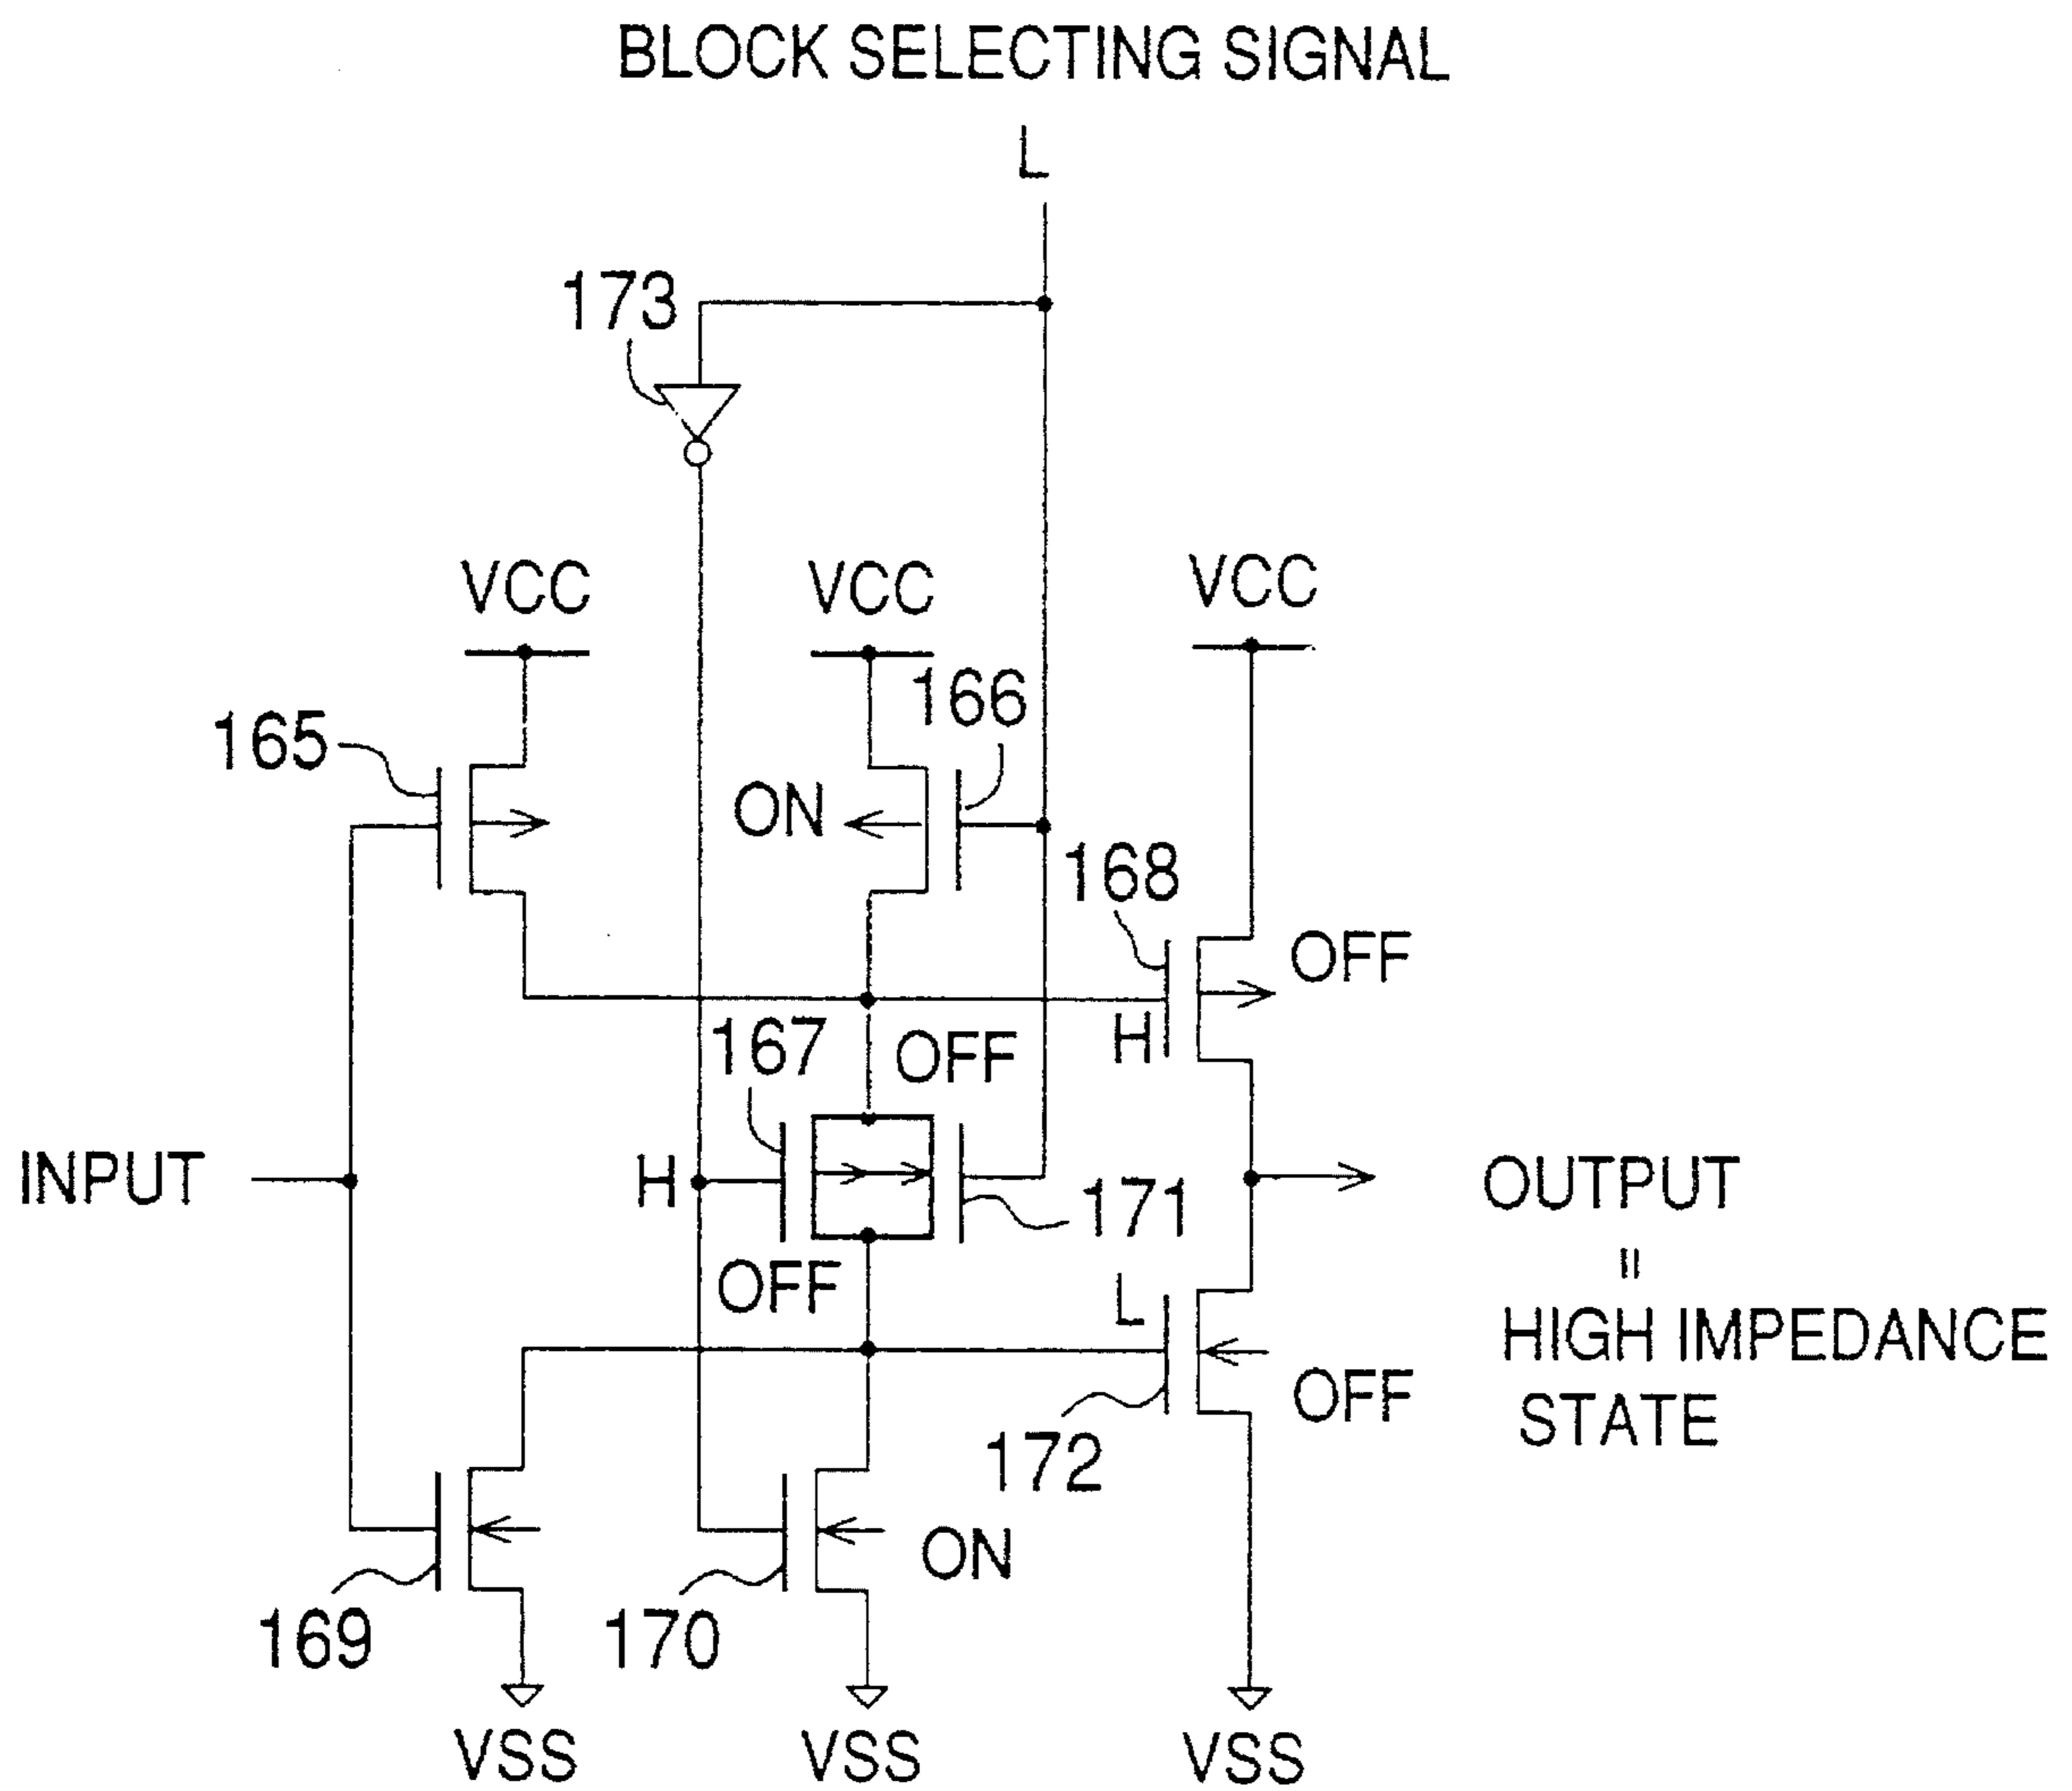 BLOCK SELECTING SIGNAL
L
173
VCC
VCC
VCC
166
165
ON
168
OFF
H
167
OFF
INPUT
H
171
OUTPUT
=
HIGH IMPEDANCE
STATE
OFF
L
OFF
172
ON
169
170
VSS
VSS
VSS